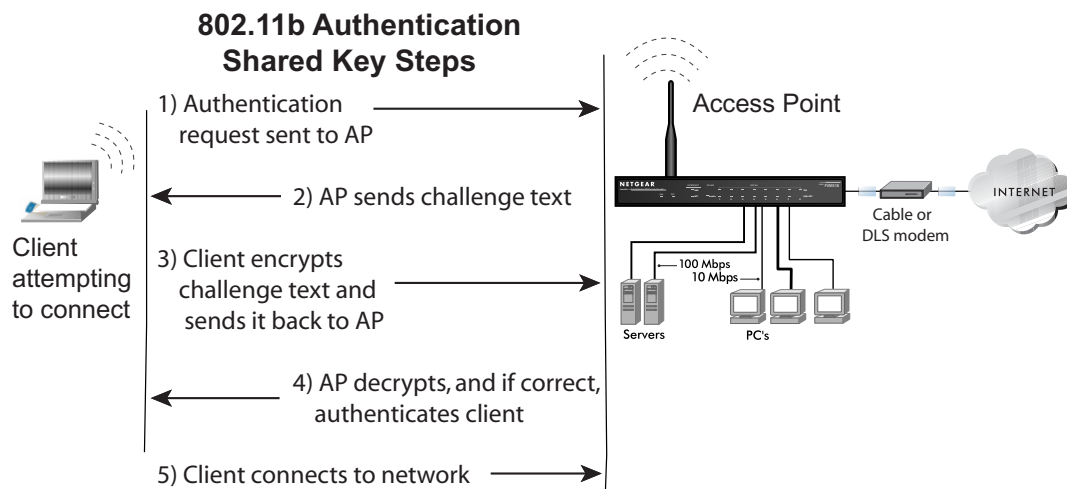 802.11b Authentication
Shared Key Steps
1) Authentication
request sent to AP
2) AP sends challenge text
3) Client encrypts
challenge text and
sends it back to AP
4) AP decrypts, and if correct,
authenticates client
5) Client connects to network
Client
attempting
to connect
Access Point
NETGEAR
INTERNET
Cable or
DLS modem
100 Mbps
10 Mbps
Servers
PC's